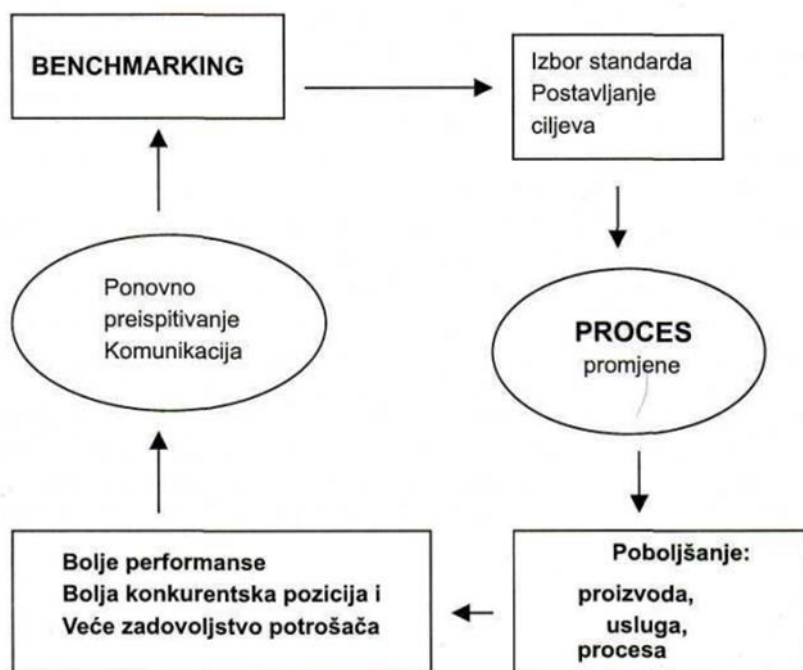 BENCHMARKING
Izbor standarda
Postavljanje
ciljeva
PROCES
promjene
Poboljšanje:
proizvoda,
usluga,
procesa
Bolje performanse
Bolja konkurentska pozicija i
Veće zadovoljstvo potrošača
Ponovno
preispitivanje
Komunikacija